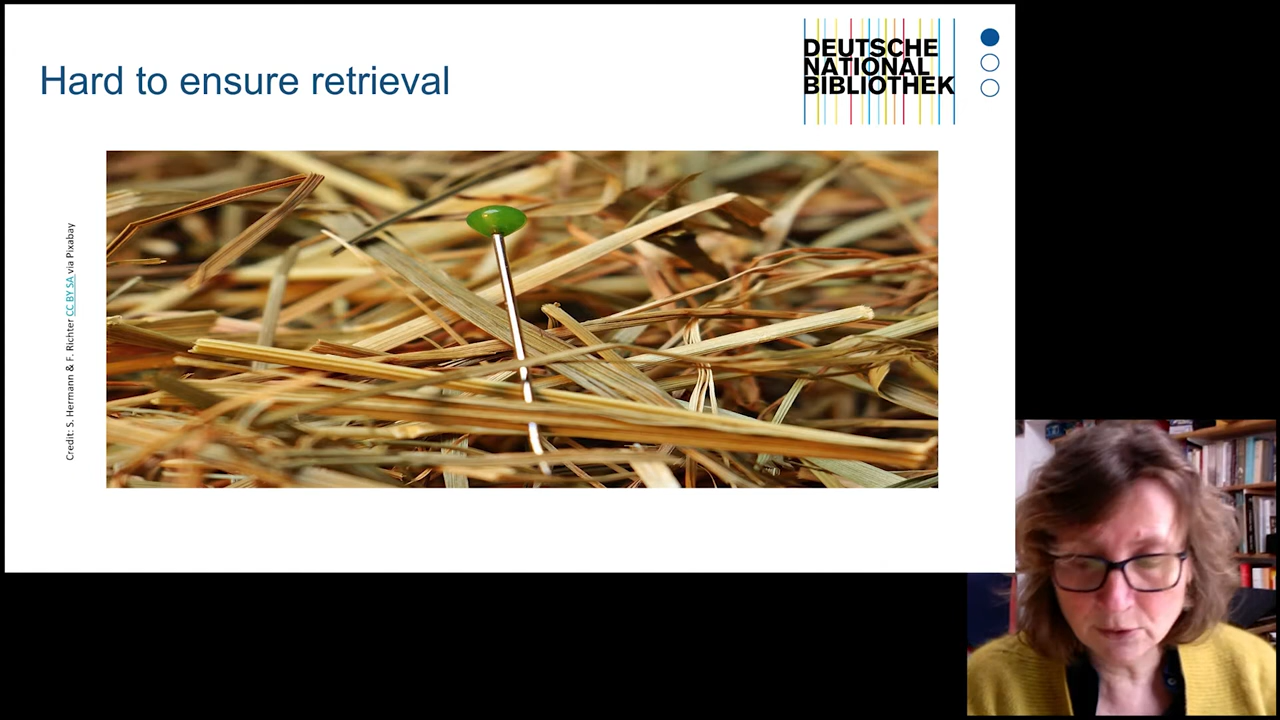 Hard to ensure retrieval
DEUTSCHE
NATIONAL
BIBLIOTHEK
Credit: S. Hermann & F. Richter CC BY SA via Pixabay